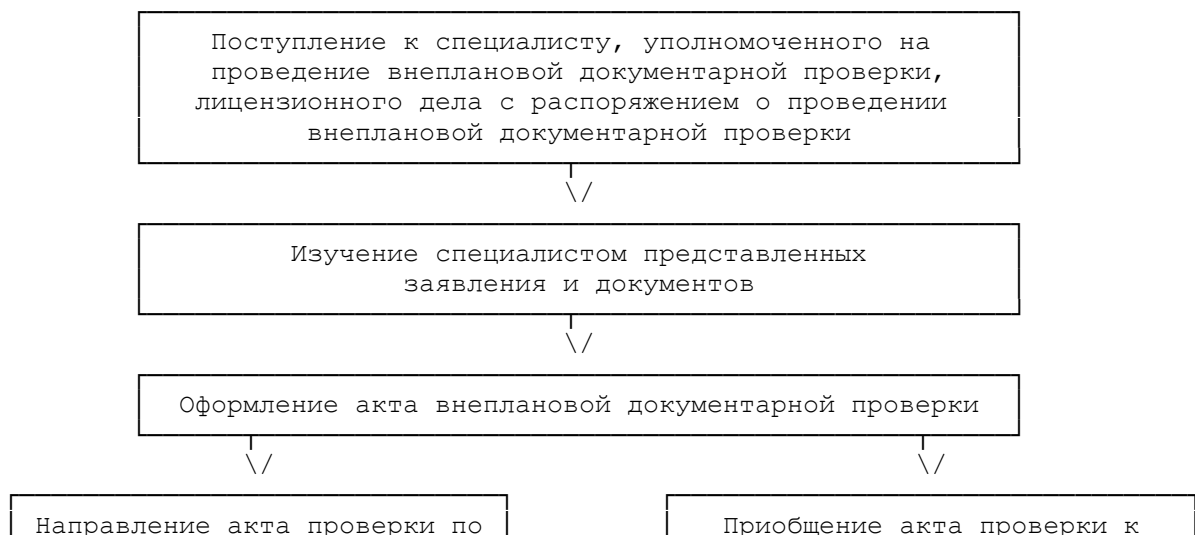 Поступление к специалисту, уполномоченного на
проведение внеплановой документарной проверки,
лицензионного дела с распоряжением о проведении
внеплановой документарной проверки
\/
Изучение специалистом представленных
заявления и документов
\/
Оформление акта внеплановой документарной проверки
\/ \/
Направление акта проверки по
Приобщение акта проверки к